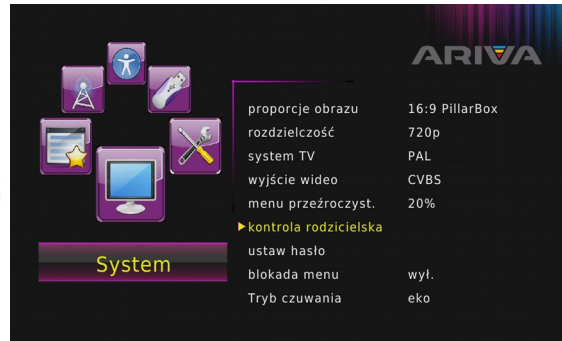 ARIVA
proporcje obrazu 16:9 PillarBox
rozdzielczość 720p
system TV PAL
wyjście wideo CVBS
menu przeźroczyst. 20%
kontrola rodzicielska
ustaw hasło
blokada menu wył.
Tryb czuwania eko
System